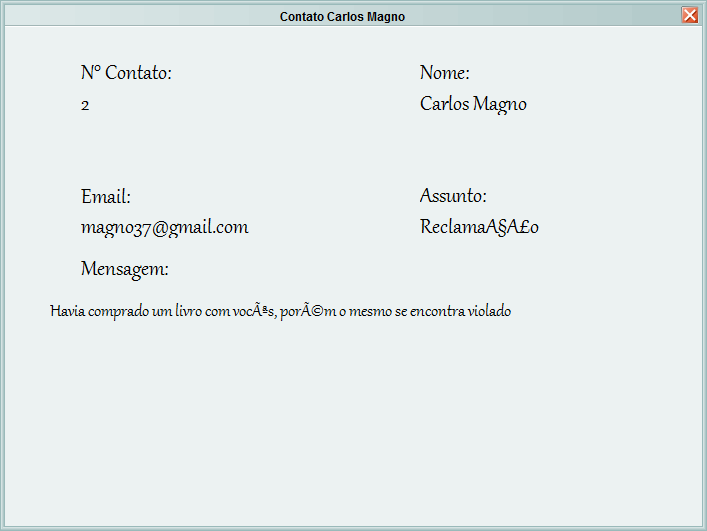 Contato Carlos Magno
Nº Contato:
2
Nome:
Carlos Magno
Email:
magno37@gmail.com
Assunto:
ReclamaÃ§Ã£o
Mensagem:
Havia comprado um livro com vocÃªs, porÃ©m o mesmo se encontra violado